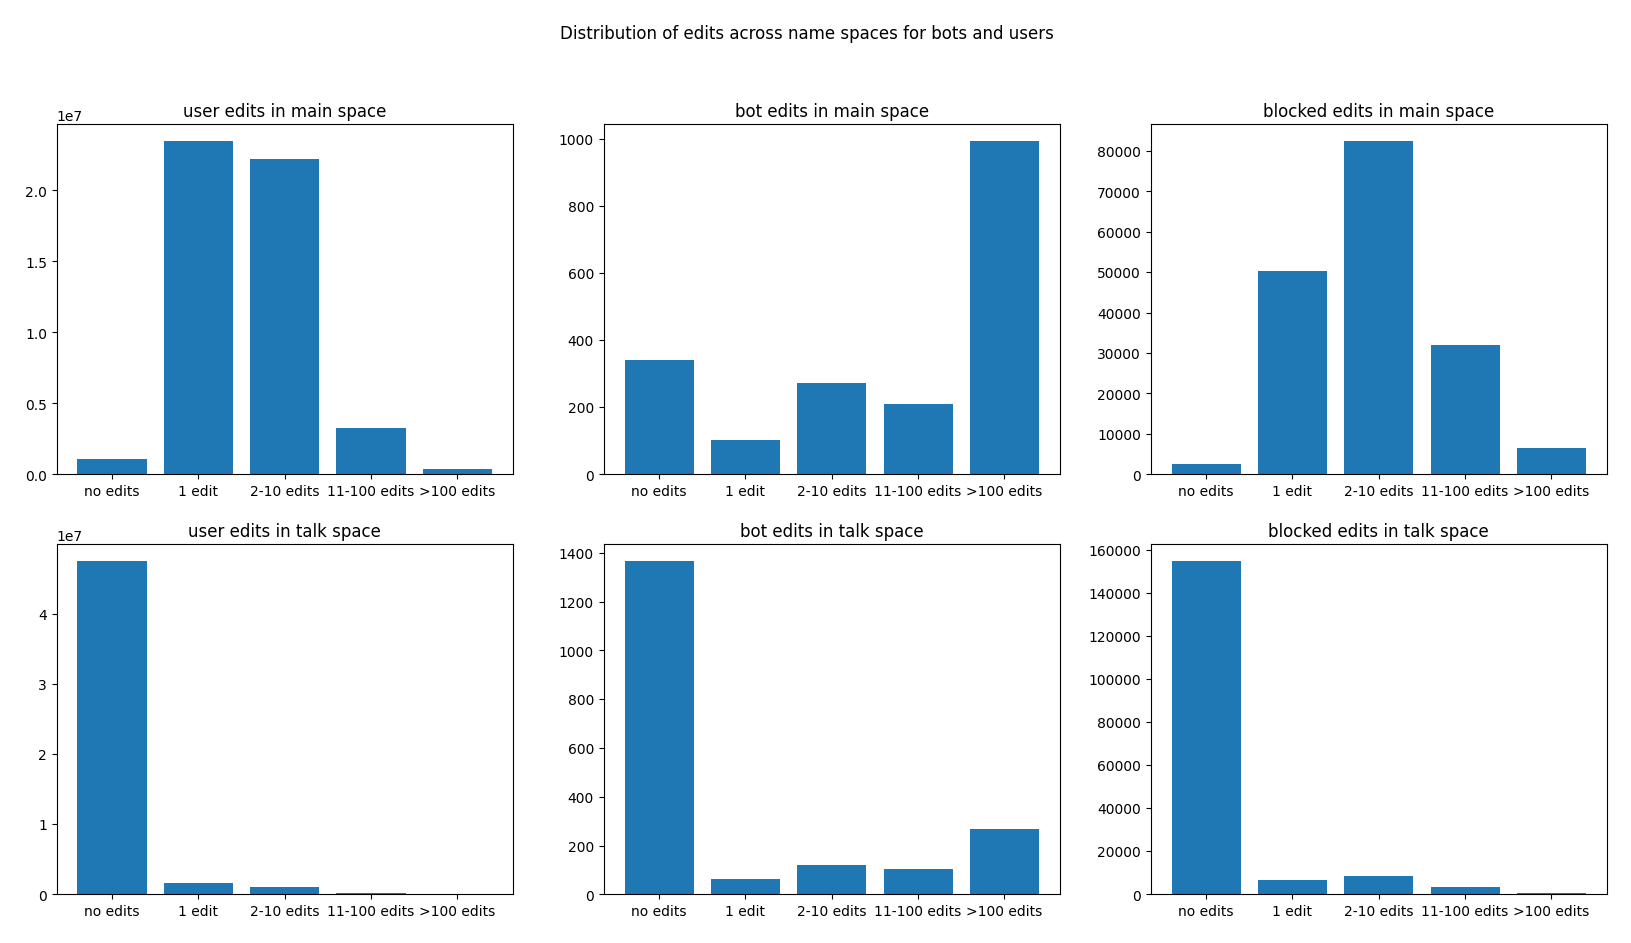 Distribution of edits across name spaces for bots and users
user edits in main space
1e7
2.0
1.5
1.0
0.5
0.0
no edits 1 edit 2-10 edits 11-100 edits >100 edits
bot edits in main space
1000
800
600
400
200
0
no edits 1 edit 2-10 edits 11-100 edits >100 edits
blocked edits in main space
80000
70000
60000
50000
40000
30000
20000
10000
0
no edits 1 edit 2-10 edits 11-100 edits >100 edits
user edits in talk space
1e7
4
3
2
1
0
no edits 1 edit 2-10 edits 11-100 edits >100 edits
bot edits in talk space
1400
1200
1000
800
600
400
200
0
no edits 1 edit 2-10 edits 11-100 edits >100 edits
blocked edits in talk space
160000
140000
120000
100000
80000
60000
40000
20000
0
no edits 1 edit 2-10 edits 11-100 edits >100 edits